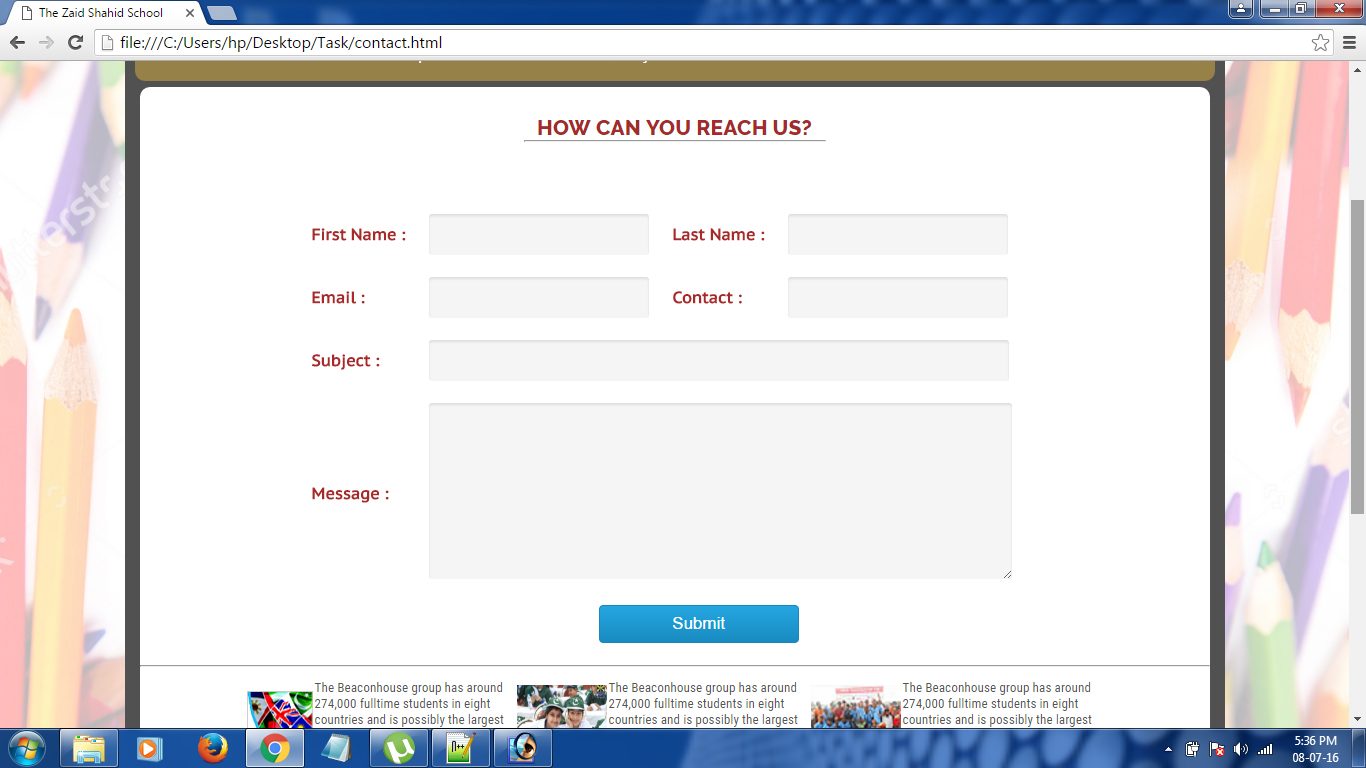 The Zaid Shahid School
file:///C:/Users/hp/Desktop/Task/contact.html
HOW CAN YOU REACH US?
First Name :
Last Name :
Email :
Contact :
Subject :
Message :
Submit
The Beaconhouse group has around
274,000 fulltime students in eight
countries and is possibly the largest
The Beaconhouse group has around
274,000 fulltime students in eight
countries and is possibly the largest
The Beaconhouse group has around
274,000 fulltime students in eight
countries and is possibly the largest
5:36 PM
08-07-16